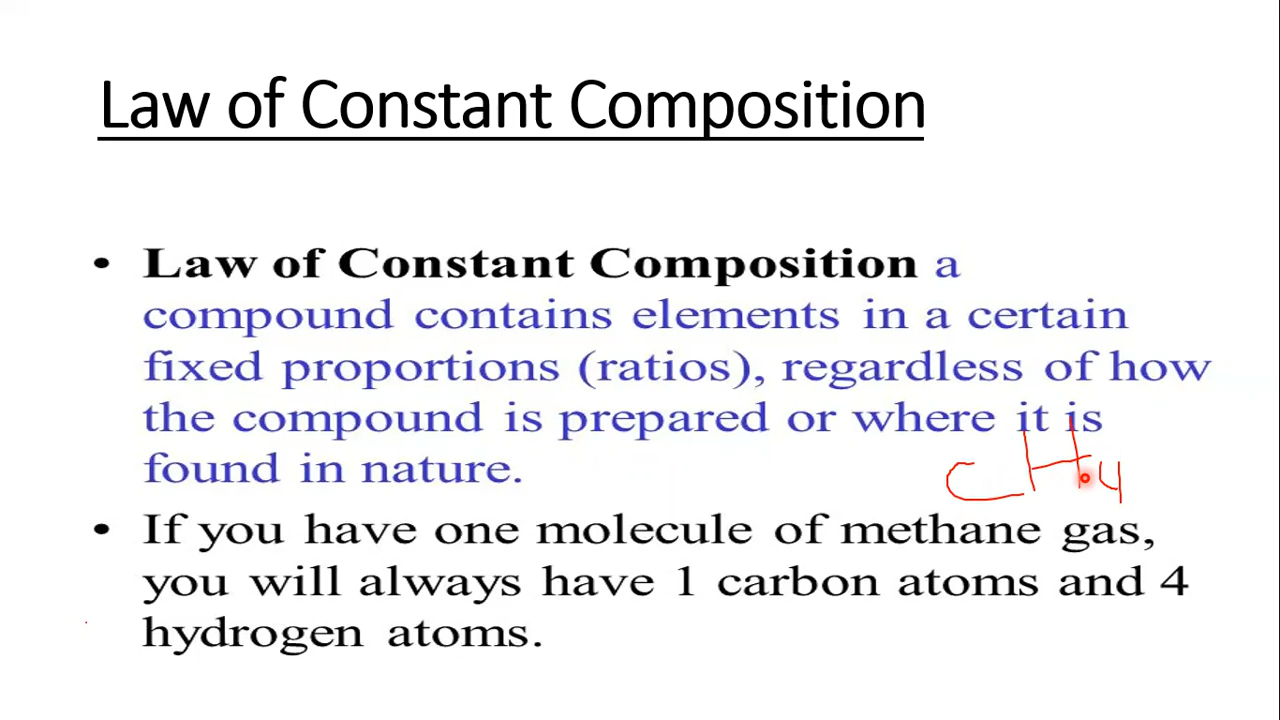 Law of Constant Composition
• Law of Constant Composition a
compound contains elements in a certain
fixed proportions (ratios), regardless of how
the compound is prepared or where it is
found in nature.
CH4
• If you have one molecule of methane gas,
you will always have 1 carbon atoms and 4
hydrogen atoms.